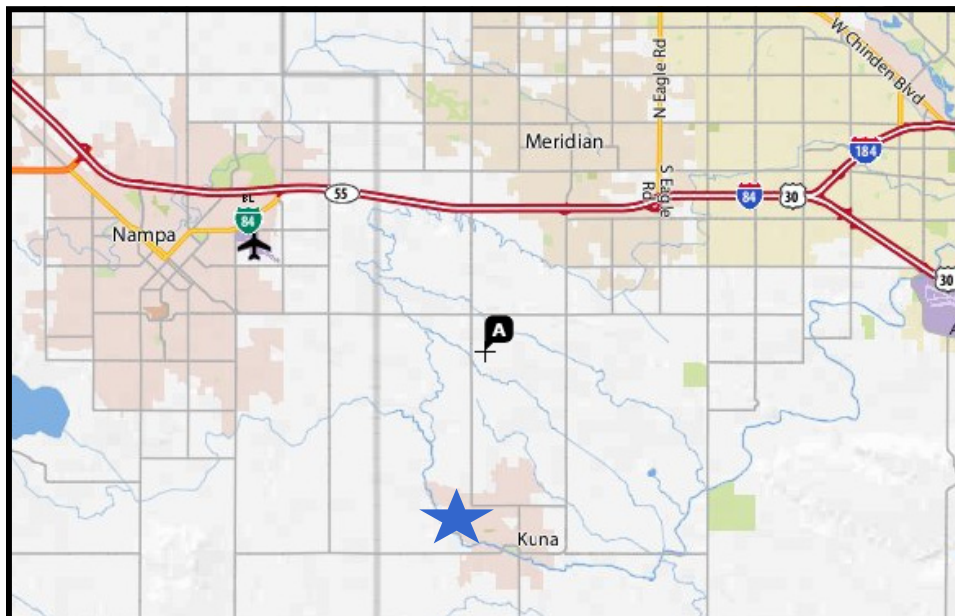 W Chinden Blvd
N Eagle Rd
Meridian
184
S Eagle
Rd
55
84
30
BL
84
Nampa
30
A
A
Kuna